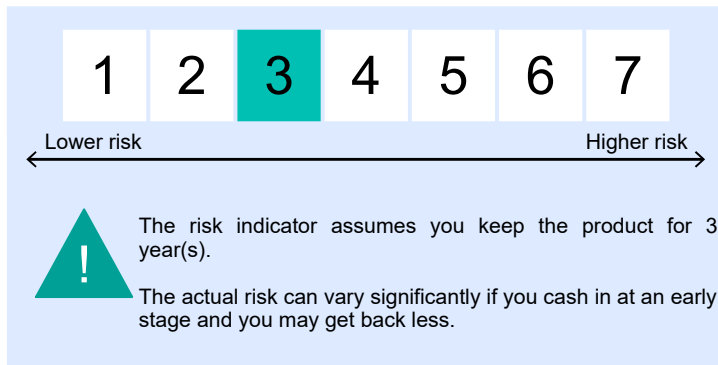 1 2 3 4 5 6 7
Lower risk Higher risk
!
The risk indicator assumes you keep the product for 3
year(s).
The actual risk can vary significantly if you cash in at an early
stage and you may get back less.